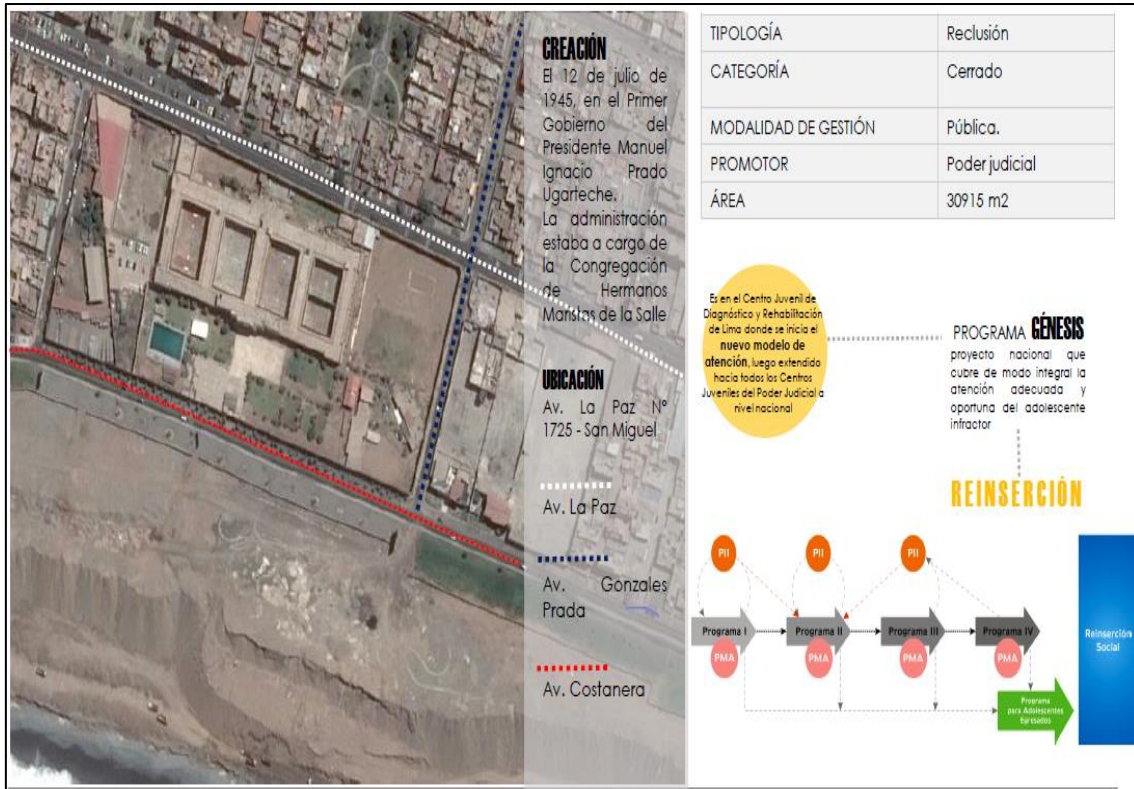 CREACIÓN
El 12 de julio de
1945, en el Primer
Gobierno del
Presidente Manuel
Ignacio Prado
Ugarteche.
La administración
estaba a cargo de
la Congregación
de Hermanos
Maristas de la Salle
UBICACIÓN
Av. La Paz Nº
1725 - San Miguel
Av. La Paz
Av. Gonzales
Prada
Av. Costanera
TIPOLOGÍA Reclusión
CATEGORÍA Cerrado
MODALIDAD DE GESTIÓN Pública.
PROMOTOR Poder judicial
ÁREA 30915 m2
Es en el Centro Juvenil de
Diagnóstico y Rehabilitación
de Lima donde se inicia el
nuevo modelo de
atención, luego extendido
hacia todos los Centros
Juveniles del Poder Judicial a
nivel nacional
PROGRAMA GÉNESIS
proyecto nacional que
cubre de modo integral la
atención adecuada y
oportuna del adolescente
infractor
REINSERCIÓN
PII PII PII
Programa I Programa II Programa III Programa IV
PMA PMA PMA PMA
Programa
para Adolescentes
Egresados
Reinserción
Social